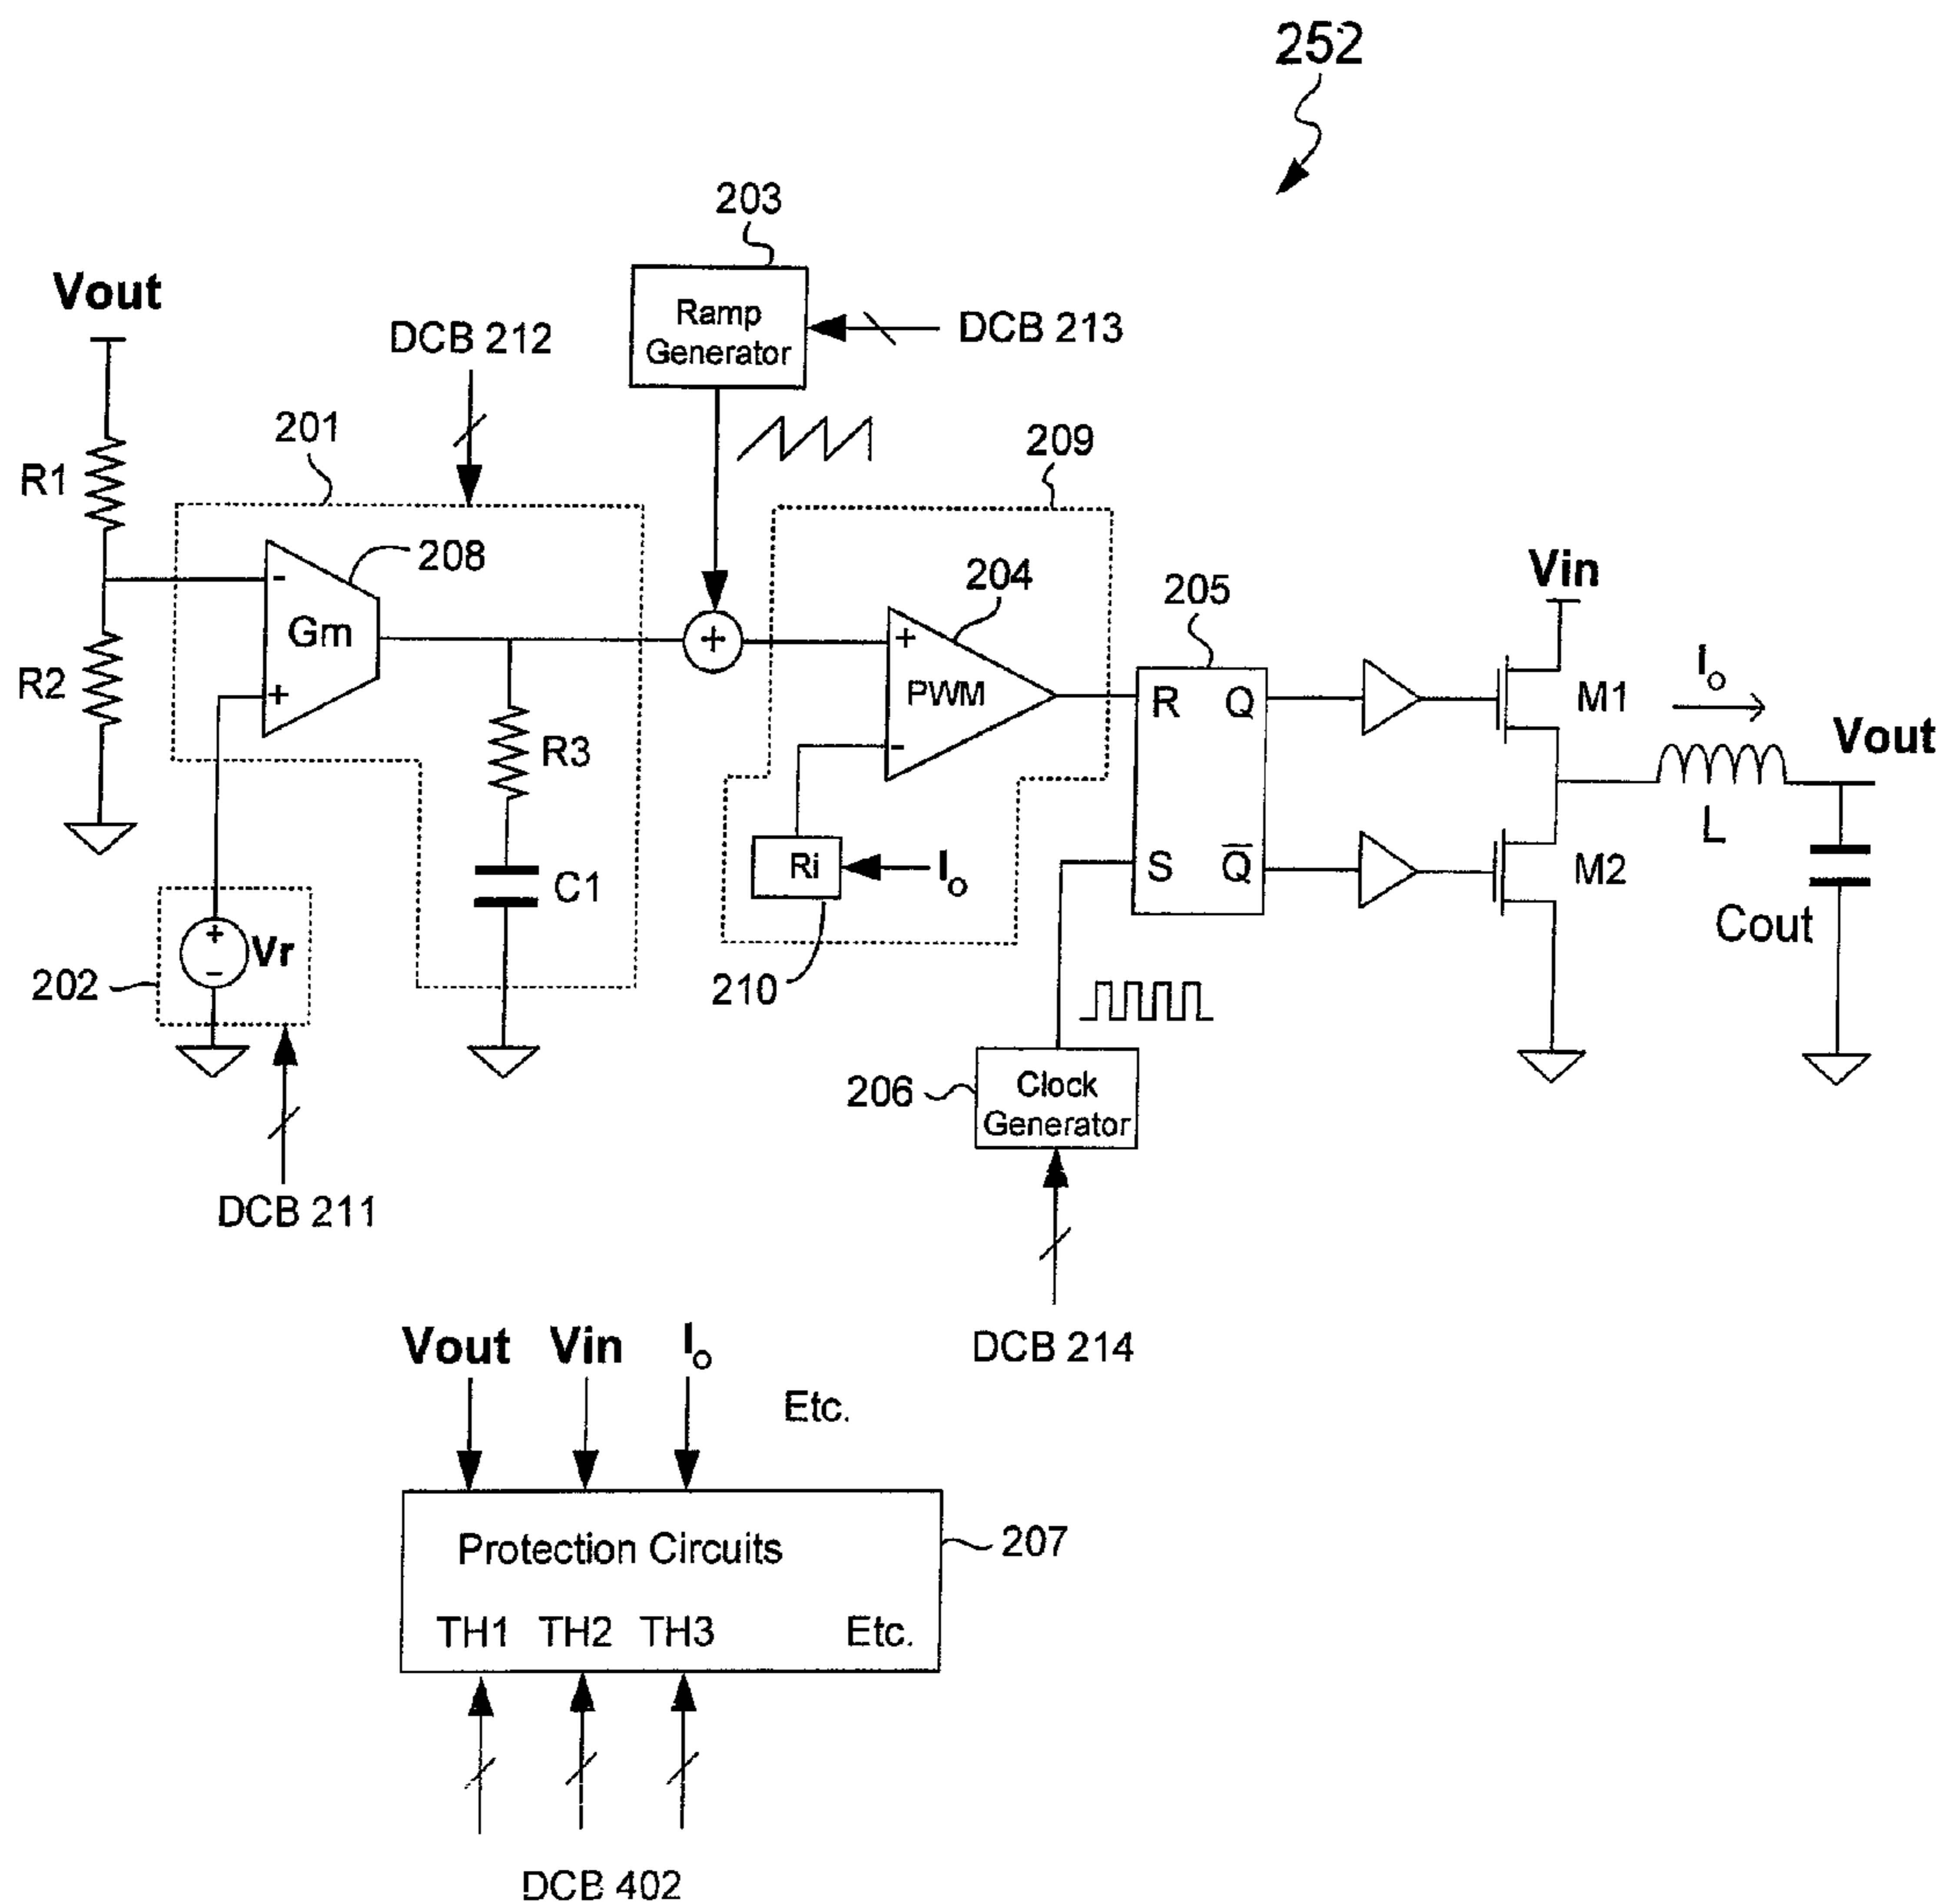 252
203
Vout
Ramp
Generator
DCB 213
DCB 212
201
209
R1
208
204
-
Gm
+
+
+
PWM
-
205
Vin
R2
R3
R Q
M1
Io
Vout
L
Ri
Io
S Q̅
M2
C1
Cout
+
-
Vr
202
210
206
Clock
Generator
DCB 211
DCB 214
Vout Vin Io
Etc.
Protection Circuits
207
TH1 TH2 TH3 Etc.
DCB 402